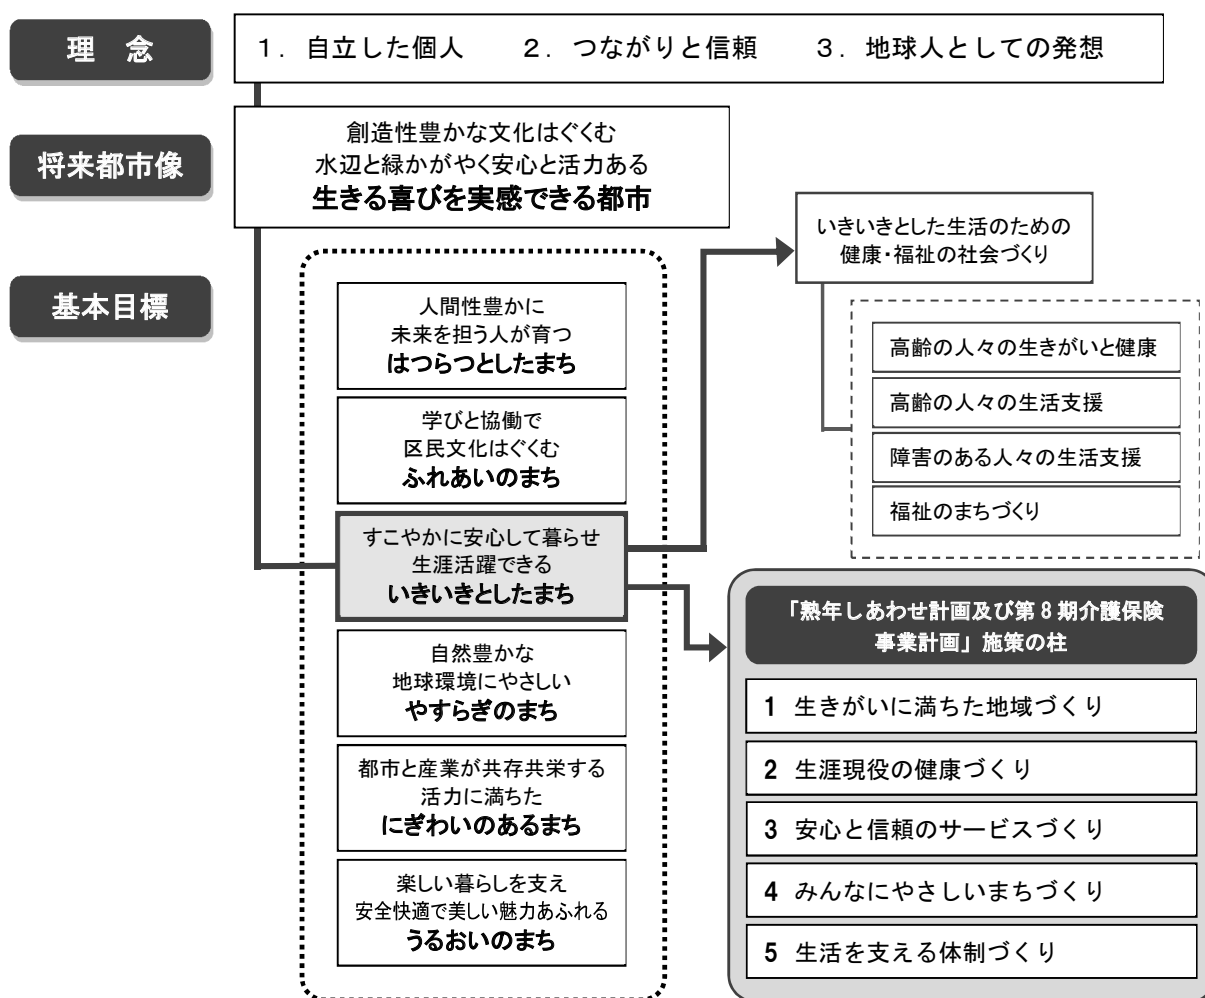 理 念
１．自立した個人 ２．つながりと信頼 ３．地球人としての発想
将来都市像
創造性豊かな文化はぐくむ
水辺と緑かがやく安心と活力ある
生きる喜びを実感できる都市
基本目標
人間性豊かに
未来を担う人が育つ
はつらつとしたまち
学びと協働で
区民文化はぐくむ
ふれあいのまち
すこやかに安心して暮らせ
生涯活躍できる
いきいきとしたまち
自然豊かな
地球環境にやさしい
やすらぎのまち
都市と産業が共存共栄する
活力に満ちた
にぎわいのあるまち
楽しい暮らしを支え
安全快適で美しい魅力あふれる
うるおいのまち
いきいきとした生活のための
健康・福祉の社会づくり
高齢の人々の生きがいと健康
高齢の人々の生活支援
障害のある人々の生活支援
福祉のまちづくり
「熟年しあわせ計画及び第８期介護保険
事業計画」施策の柱
1 生きがいに満ちた地域づくり
2 生涯現役の健康づくり
3 安心と信頼のサービスづくり
4 みんなにやさしいまちづくり
5 生活を支える体制づくり